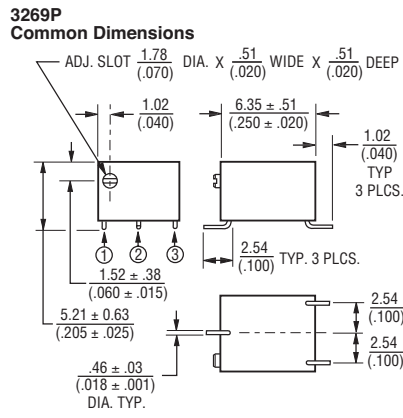 3269P
Common Dimensions
ADJ. SLOT 1.78 DIA. X .51 WIDE X .51 DEEP
(.070) (.020) (.020)
1.02
(.040)
6.35 ± .51
(.250 ± .020)
1.02
(.040)
TYP
3 PLCS.
1 2 3
2.54 TYP. 3 PLCS.
(.100)
1.52 ± .38
(.060 ± .015)
5.21 ± 0.63
(.205 ± .025)
2.54
(.100)
2.54
(.100)
.46 ± .03
(.018 ± .001)
DIA. TYP.